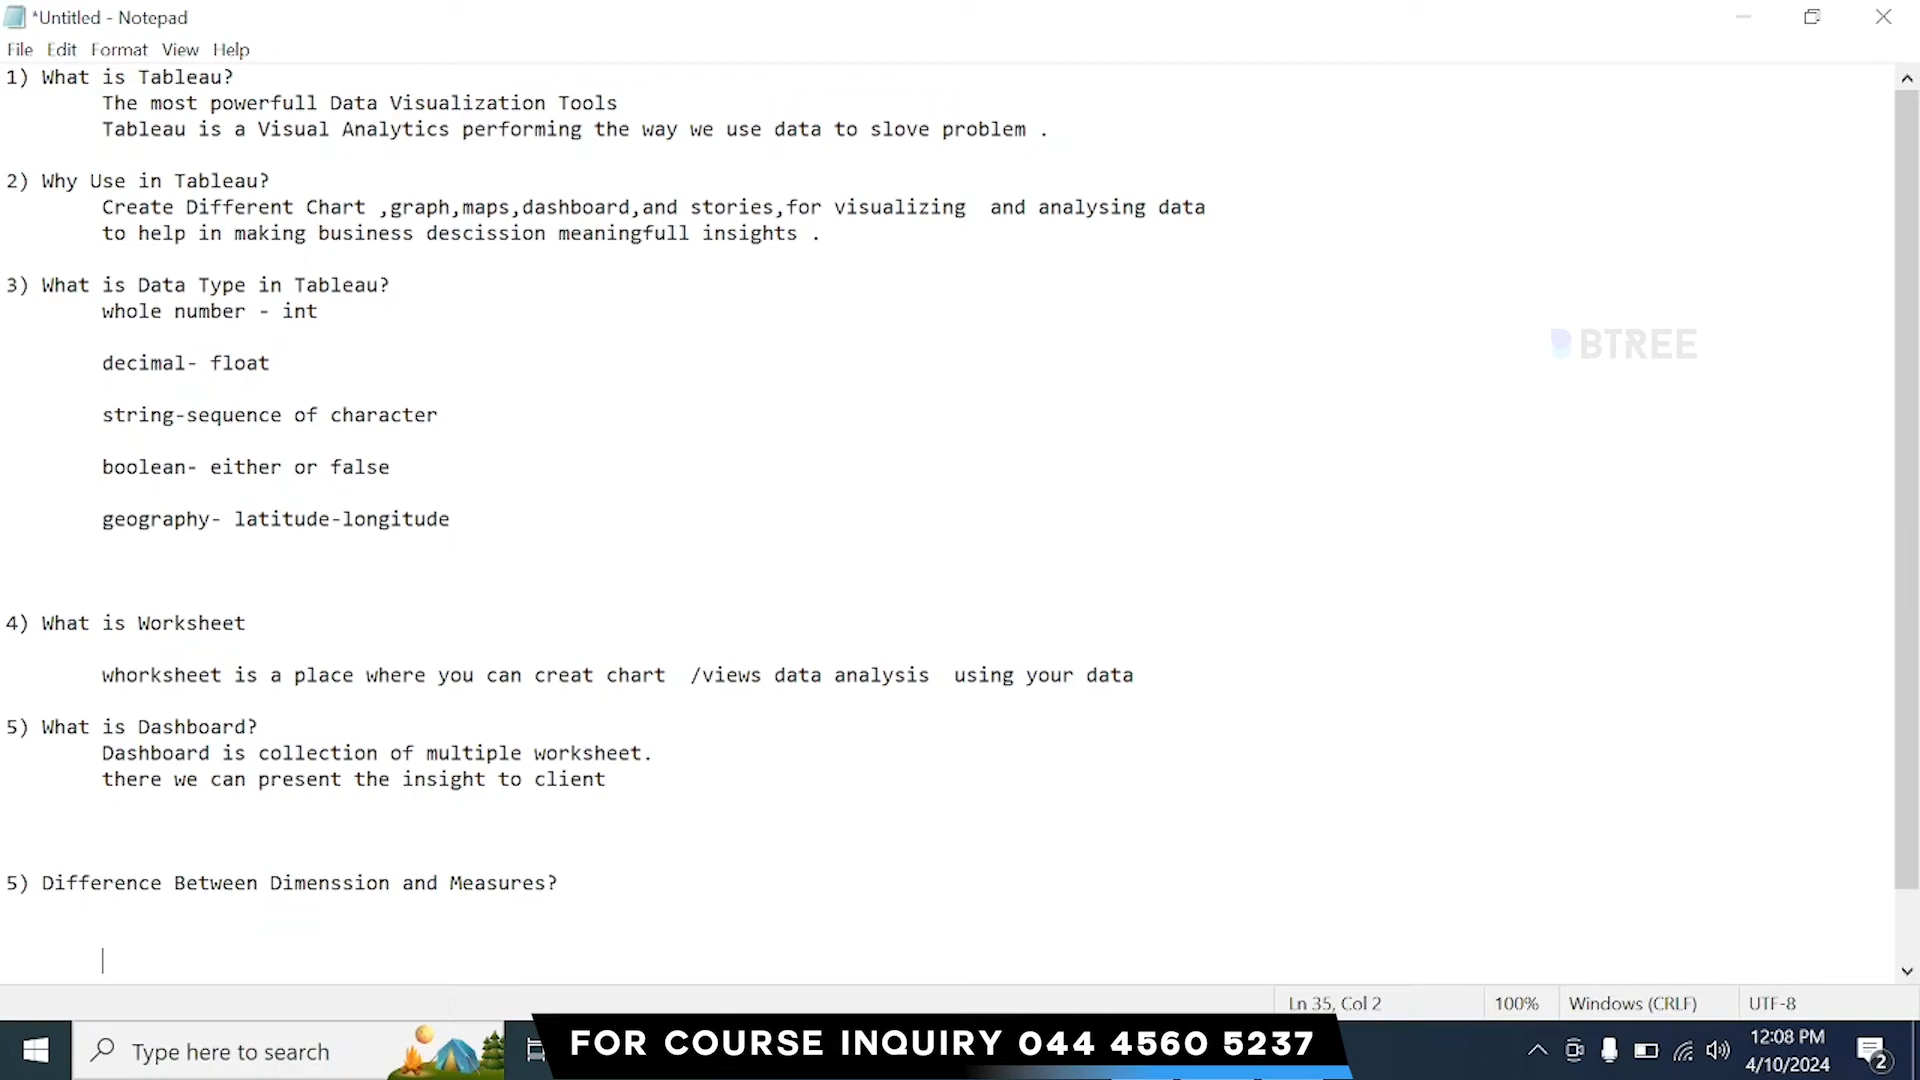 *Untitled - Notepad
File Edit Format View Help
1) What is Tableau?
The most powerfull Data Visualization Tools
Tableau is a Visual Analytics performing the way we use data to slove problem .
2) Why Use in Tableau?
Create Different Chart ,graph,maps,dashboard,and stories,for visualizing  and analysing data
to help in making business descission meaningfull insights .
3) What is Data Type in Tableau?
whole number - int
decimal- float
string-sequence of character
boolean- either or false
geography- latitude-longitude
4) What is Worksheet
whorksheet is a place where you can creat chart  /views data analysis  using your data
5) What is Dashboard?
Dashboard is collection of multiple worksheet.
there we can present the insight to client
5) Difference Between Dimenssion and Measures?
BTREE
Ln 35, Col 2
100%
Windows (CRLF)
UTF-8
Type here to search
FOR COURSE INQUIRY 044 4560 5237
12:08 PM
4/10/2024
2